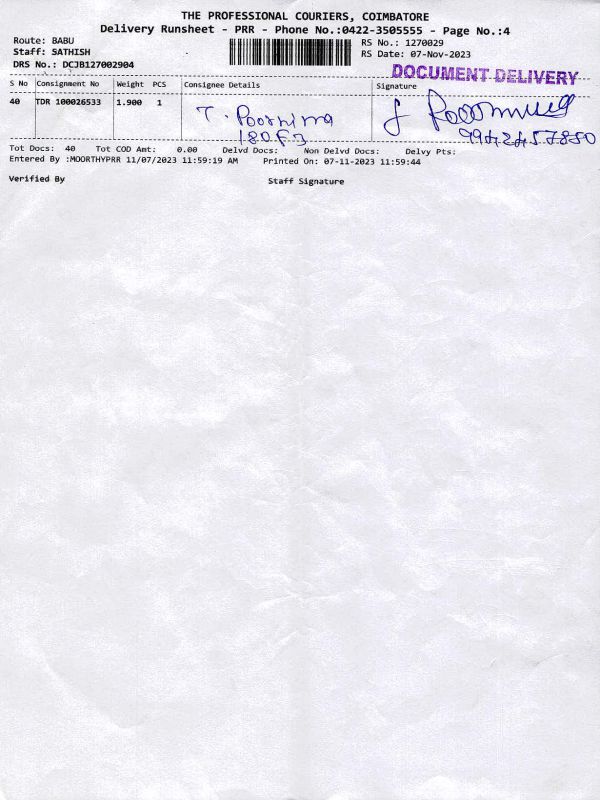 THE PROFESSIONAL COURIERS, COIMBATORE
Delivery Runsheet - PRR - Phone No.:0422-3505555 - Page No.:4
Route: BABU
Staff: SATHISH
DRS No.: DCJB127002904
RS No.: 1270029
RS Date: 07-Nov-2023
DOCUMENT DELIVERY
S No Consignment No Weight PCS Consignee Details Signature
40 TDR 100026533 1.900 1 T. Poornima
9942457850
Tot Docs: 40 Tot COD Amt: 0.00 Delvd Docs: Non Delvd Docs: Delvy Pts:
Entered By :MOORTHYPRR 11/07/2023 11:59:19 AM Printed On: 07-11-2023 11:59:44
Verified By Staff Signature